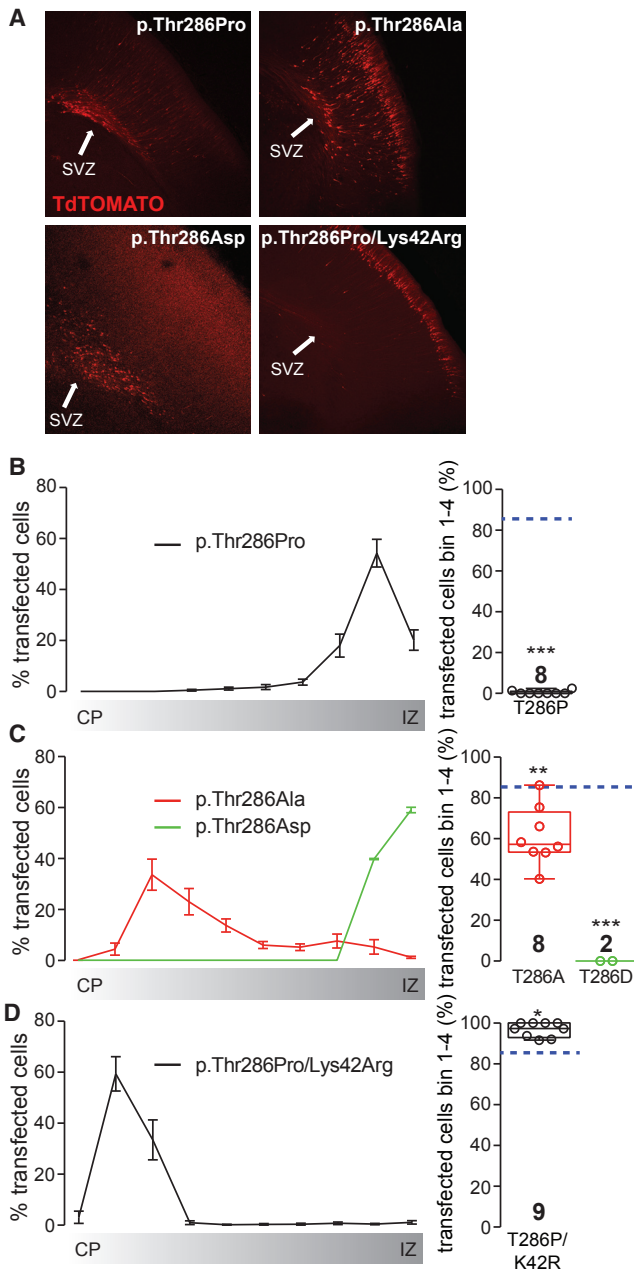 A
p.Thr286Pro
SVZ
TdTOMATO
p.Thr286Ala
SVZ
p.Thr286Asp
SVZ
p.Thr286Pro/Lys42Arg
SVZ
B
% transfected cells
80
60
40
20
0
p.Thr286Pro
CP
IZ
transfected cells bin 1-4 (%)
100
80
60
40
20
0
***
8
T286P
C
% transfected cells
80
60
40
20
0
p.Thr286Ala
p.Thr286Asp
CP
IZ
transfected cells bin 1-4 (%)
100
80
60
40
20
0
**
8
***
2
T286A
T286D
D
% transfected cells
80
60
40
20
0
p.Thr286Pro/Lys42Arg
CP
IZ
transfected cells bin 1-4 (%)
100
80
60
40
20
0
*
9
T286P/
K42R